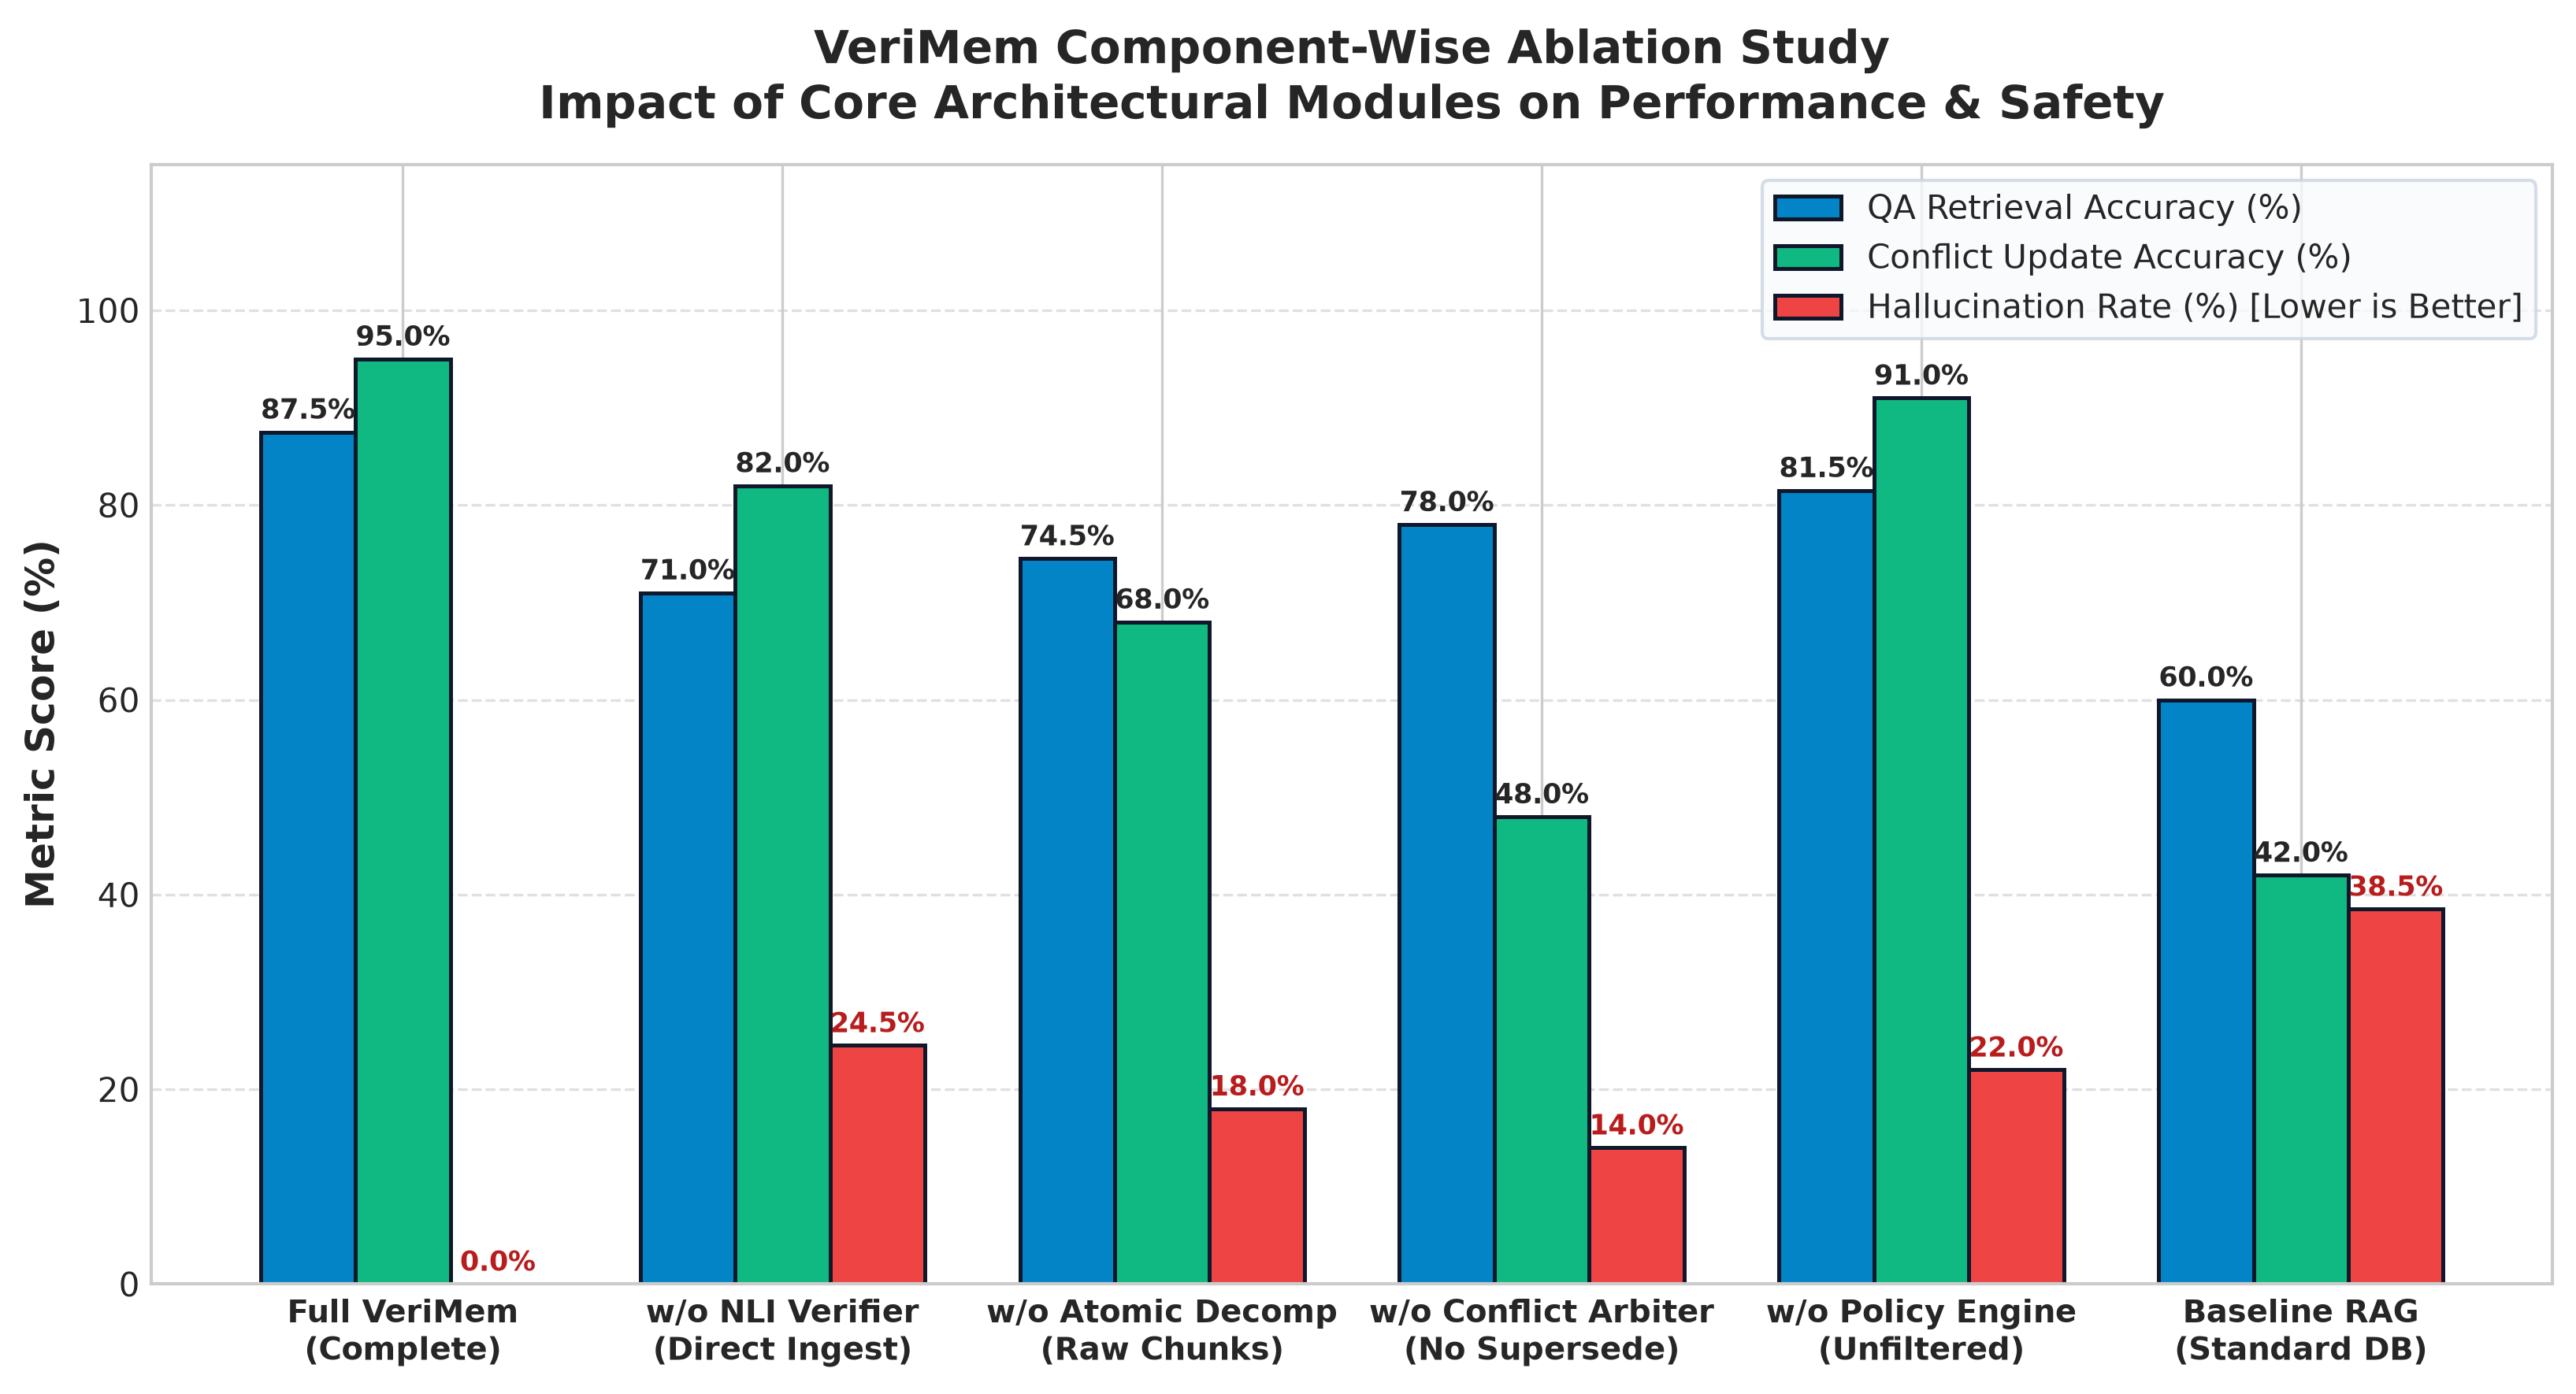 VeriMem Component-Wise Ablation Study
Impact of Core Architectural Modules on Performance & Safety
QA Retrieval Accuracy (%)
Conflict Update Accuracy (%)
Hallucination Rate (%) [Lower is Better]
Metric Score (%)
100
80
60
40
20
0
87.5%
95.0%
0.0%
71.0%
82.0%
24.5%
74.5%
68.0%
18.0%
78.0%
48.0%
14.0%
81.5%
91.0%
22.0%
60.0%
42.0%
38.5%
Full VeriMem
(Complete)
w/o NLI Verifier
(Direct Ingest)
w/o Atomic Decomp
(Raw Chunks)
w/o Conflict Arbiter
(No Supersede)
w/o Policy Engine
(Unfiltered)
Baseline RAG
(Standard DB)